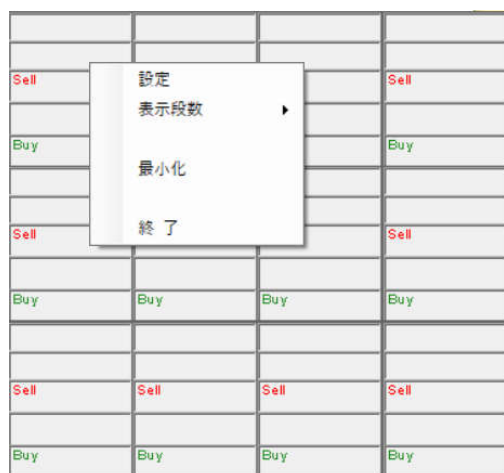 Sell Sell
設定
表示段数
Buy Buy
最小化
Sell Sell
終 了
Buy Buy Buy Buy
Sell Sell Sell Sell
Buy Buy Buy Buy